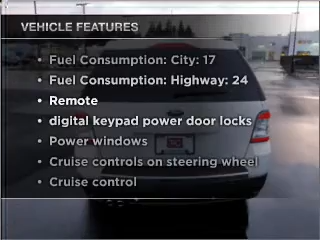 VEHICLE FEATURES
• Fuel Consumption: City: 17
• Fuel Consumption: Highway: 24
• Remote
• digital keypad power door locks
• Power windows
• Cruise controls on steering wheel
• Cruise control